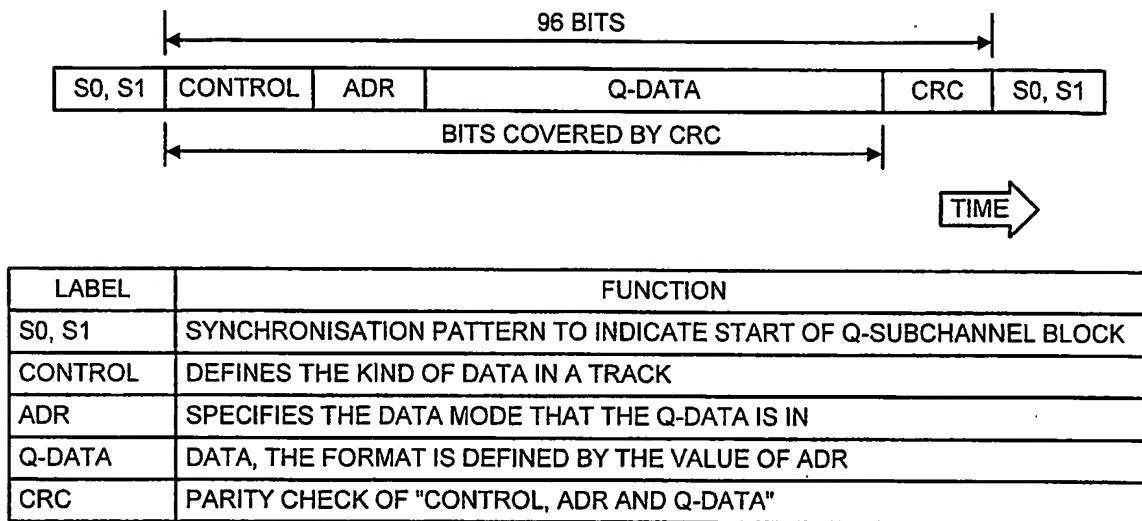 96 BITS
S0, S1 CONTROL ADR Q-DATA CRC S0, S1
BITS COVERED BY CRC
TIME
LABEL FUNCTION
S0, S1 SYNCHRONISATION PATTERN TO INDICATE START OF Q-SUBCHANNEL BLOCK
CONTROL DEFINES THE KIND OF DATA IN A TRACK
ADR SPECIFIES THE DATA MODE THAT THE Q-DATA IS IN
Q-DATA DATA, THE FORMAT IS DEFINED BY THE VALUE OF ADR
CRC PARITY CHECK OF "CONTROL, ADR AND Q-DATA"